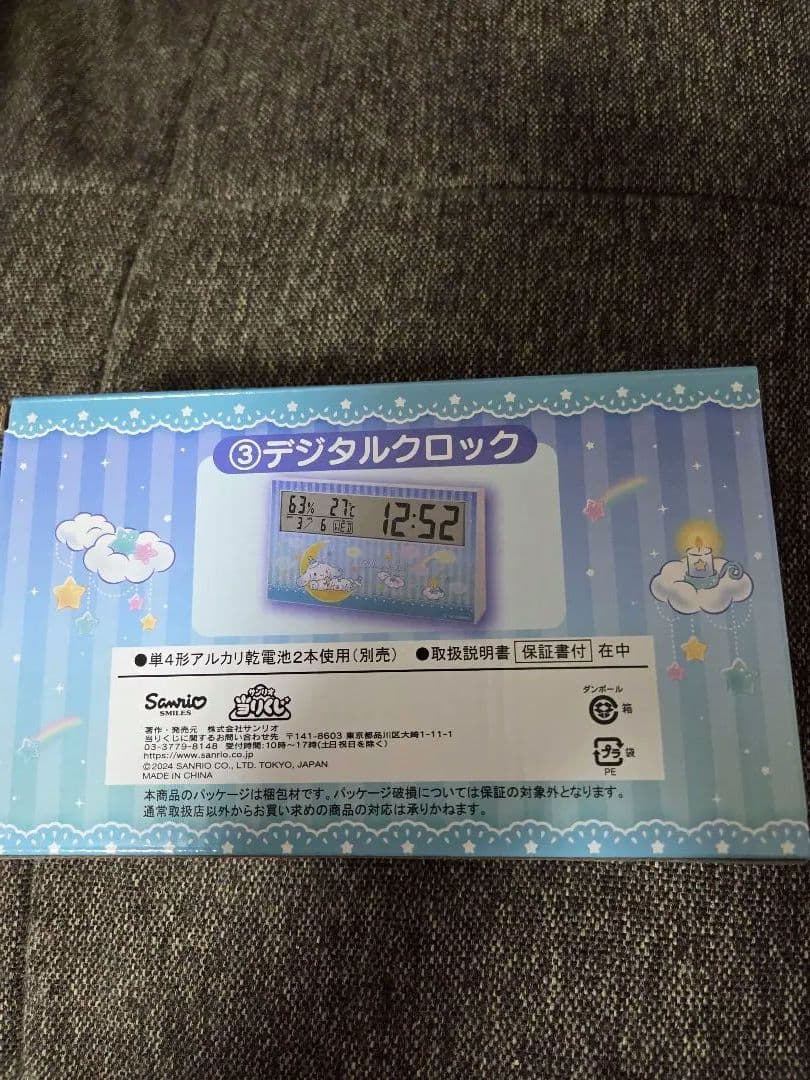 ③デジタルクロック
63% 27℃
3/ 6 WED
12:52
●単4形アルカリ乾電池2本使用(別売) ●取扱説明書 保証書付 在中
Sanrio
SMILES
サンリオ
当りくじ
著作・発売元 株式会社サンリオ
当りくじに関するお問い合わせ先 〒141-8603 東京都品川区大崎1-11-1
03-3779-8148 受付時間:10時〜17時(土日祝日を除く)
https://www.sanrio.co.jp
©2024 SANRIO CO., LTD. TOKYO, JAPAN
MADE IN CHINA
ダンボール
箱
プラ 袋
PE
本商品のパッケージは梱包材です。パッケージ破損については保証の対象外となります。
通常取扱店以外からお買い求めの商品の対応は承りかねます。